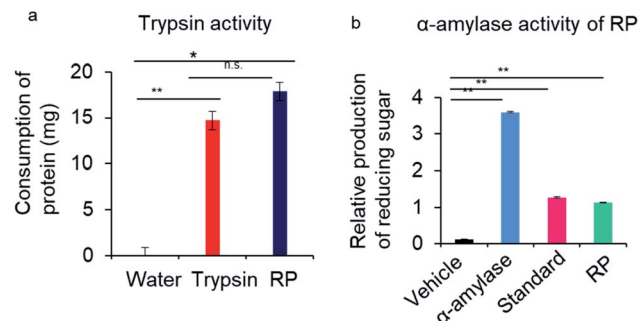 a
Trypsin activity
Consumption of
protein (mg)
20
15
10
5
0
*
n.s.
**
Water Trypsin RP
b
α-amylase activity of RP
Relative production
of reducing sugar
4
3
2
1
0
**
**
**
Vehicle
α-amylase
Standard
RP